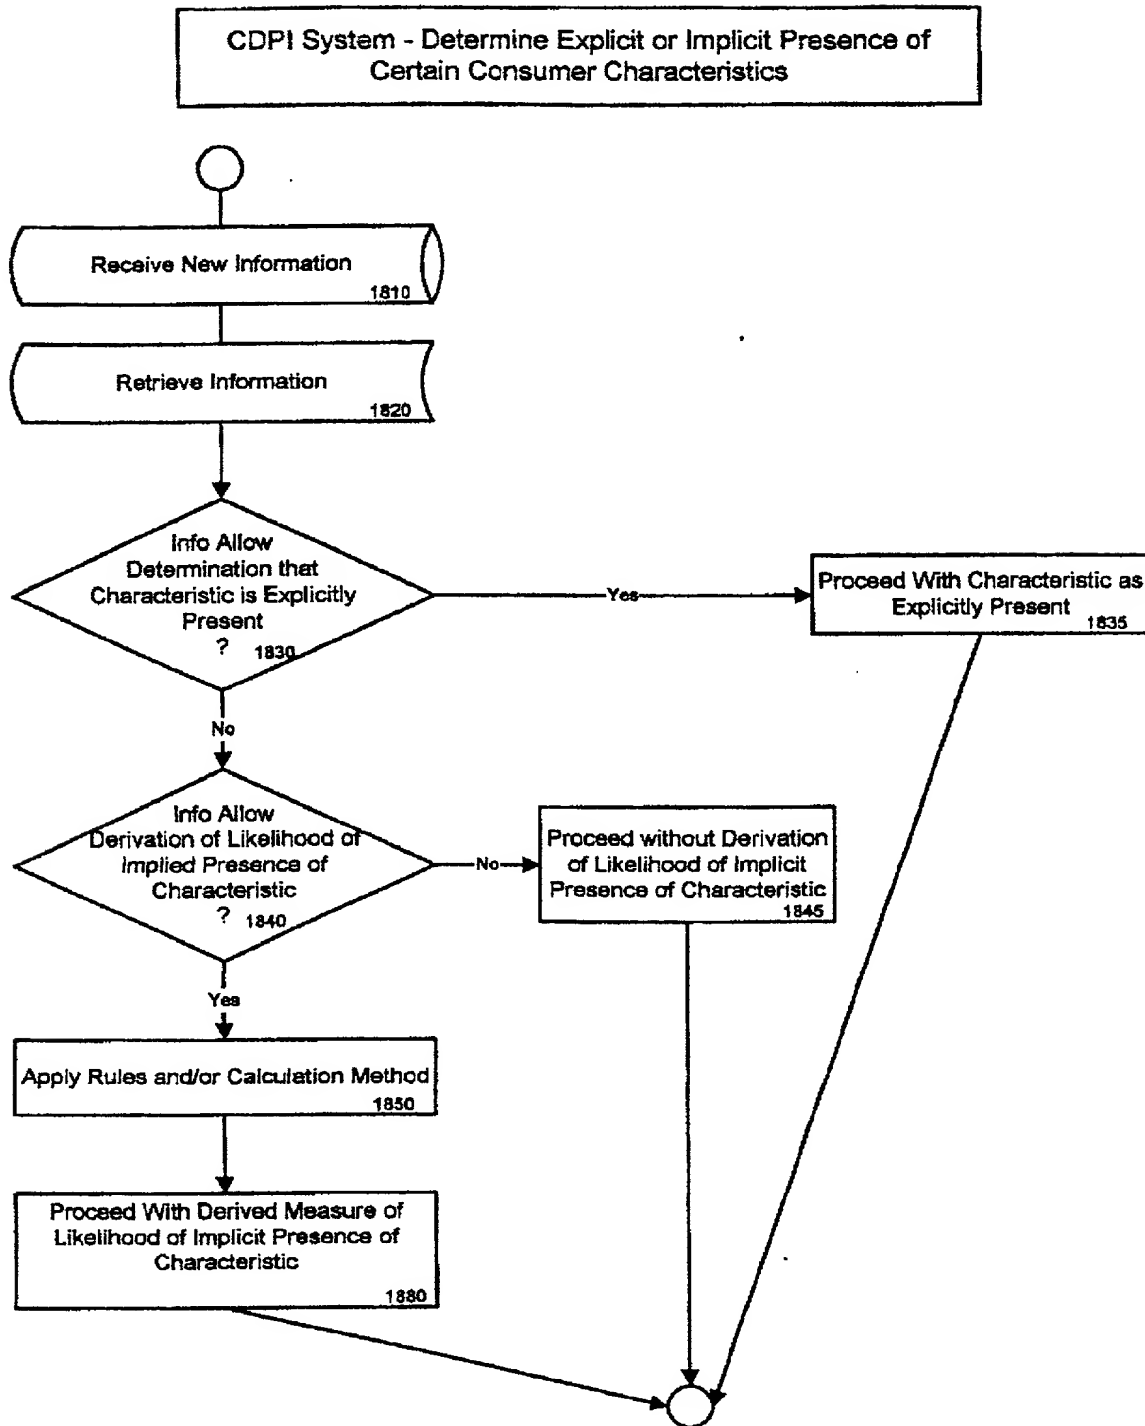 CDPI System - Determine Explicit or Implicit Presence of
Certain Consumer Characteristics
Receive New Information
1810
Retrieve Information
1820
Info Allow
Determination that
Characteristic is Explicitly
Present
? 1830
Yes
Proceed With Characteristic as
Explicitly Present
1835
No
Info Allow
Derivation of Likelihood of
Implied Presence of
Characteristic
? 1840
No
Proceed without Derivation
of Likelihood of Implicit
Presence of Characteristic
1845
Yes
Apply Rules and/or Calculation Method
1850
Proceed With Derived Measure of
Likelihood of Implicit Presence of
Characteristic
1880